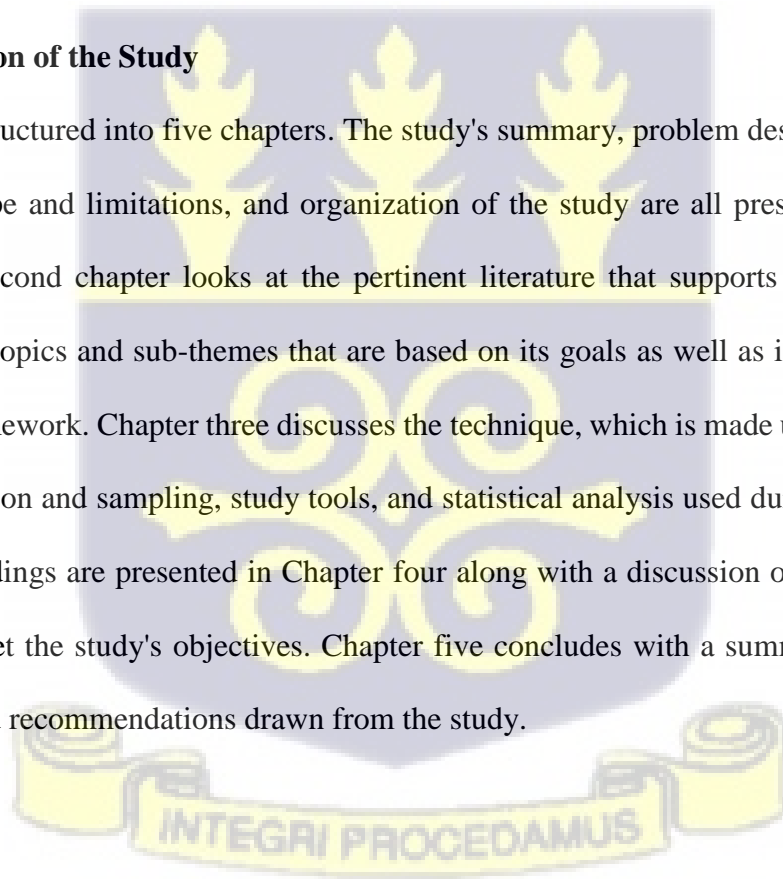 on of the Study
uctured into five chapters. The study's summary, problem des
e and limitations, and organization of the study are all pres
cond chapter looks at the pertinent literature that supports
opics and sub-themes that are based on its goals as well as i
ework. Chapter three discusses the technique, which is made
on and sampling, study tools, and statistical analysis used du
dings are presented in Chapter four along with a discussion o
et the study's objectives. Chapter five concludes with a sum
recommendations drawn from the study.
INTEGRI PROCEDAMUS